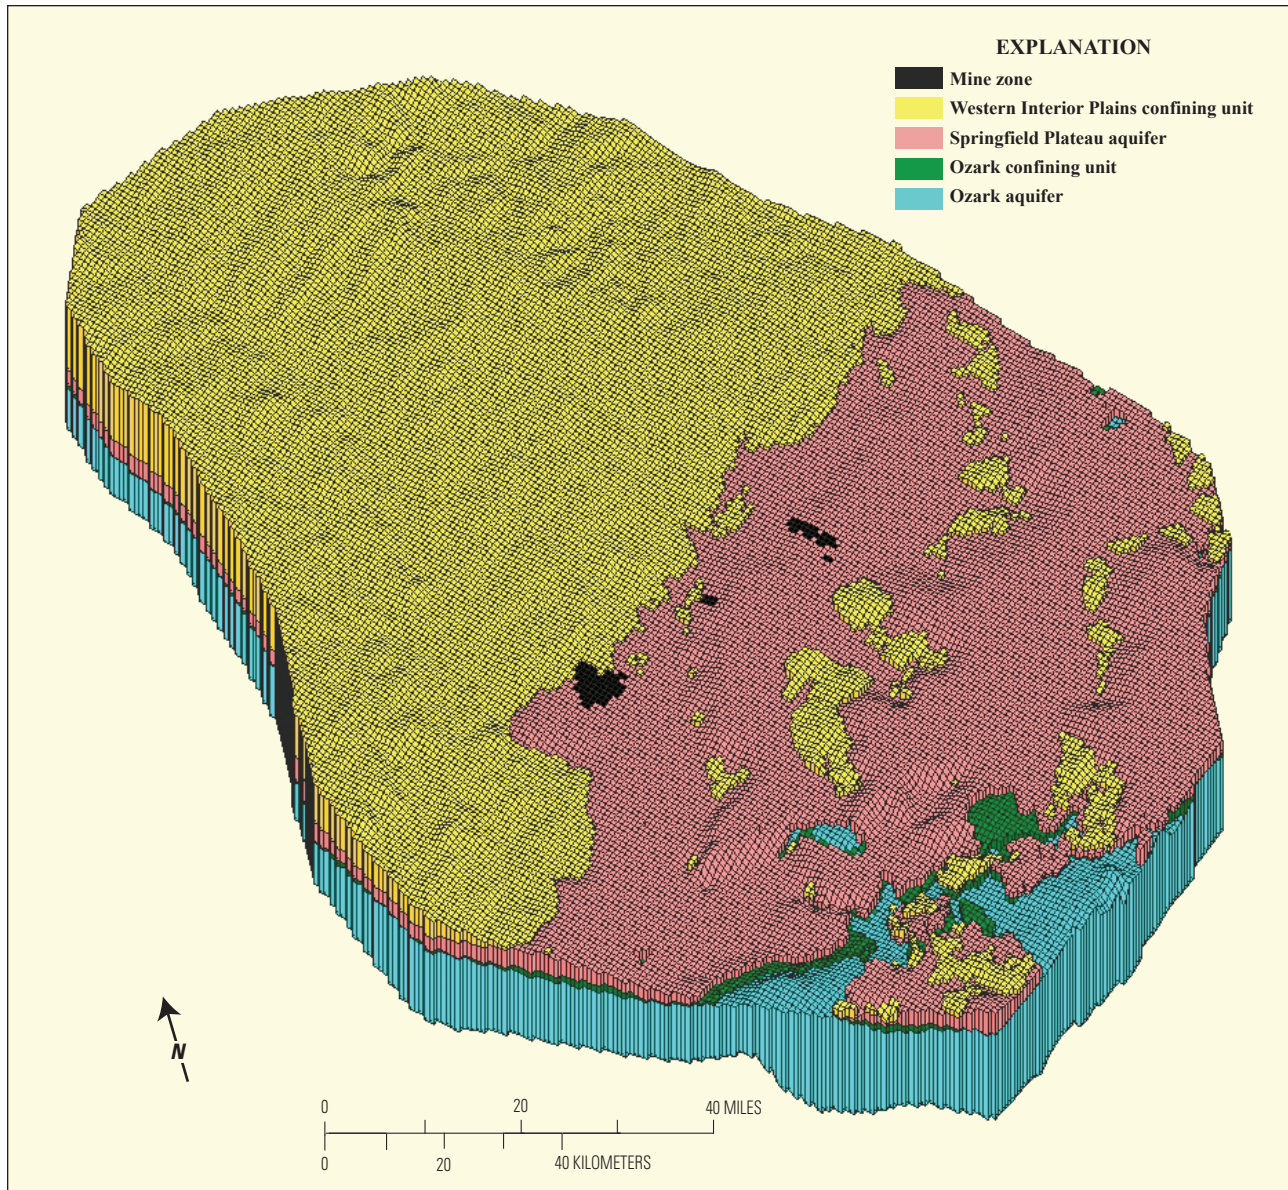 EXPLANATION
Mine zone
Western Interior Plains confining unit
Springfield Plateau aquifer
Ozark confining unit
Ozark aquifer
N
0 20 40 MILES
0 20 40 KILOMETERS